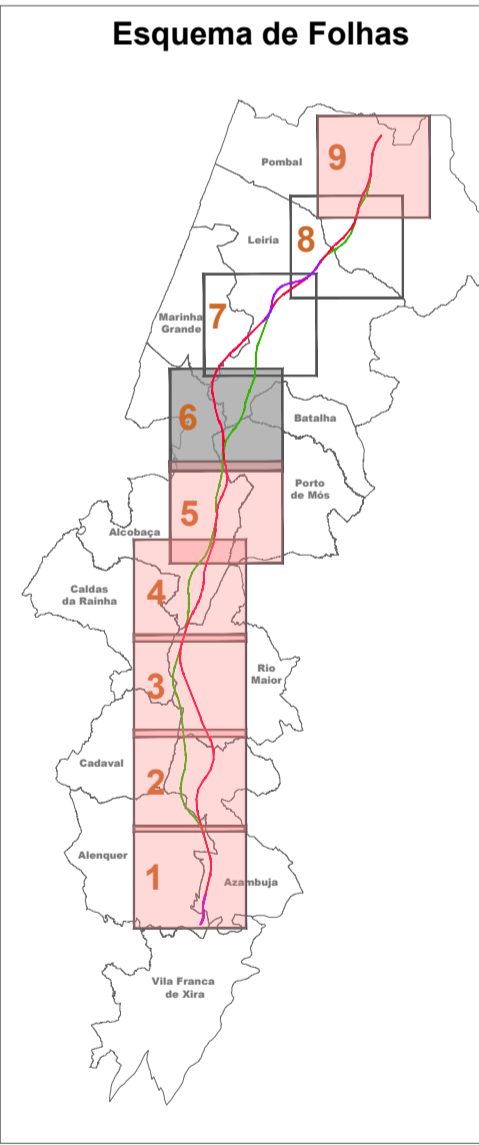 Esquema de Folhas
9
Pombal
8
Leiria
7
Marinha
Grande
6
Batalha
5
Porto
de Mós
Alcobaça
4
Caldas
da Rainha
3
Rio
Maior
2
Cadaval
1
Alenquer
Azambuja
Vila Franca
de Xira